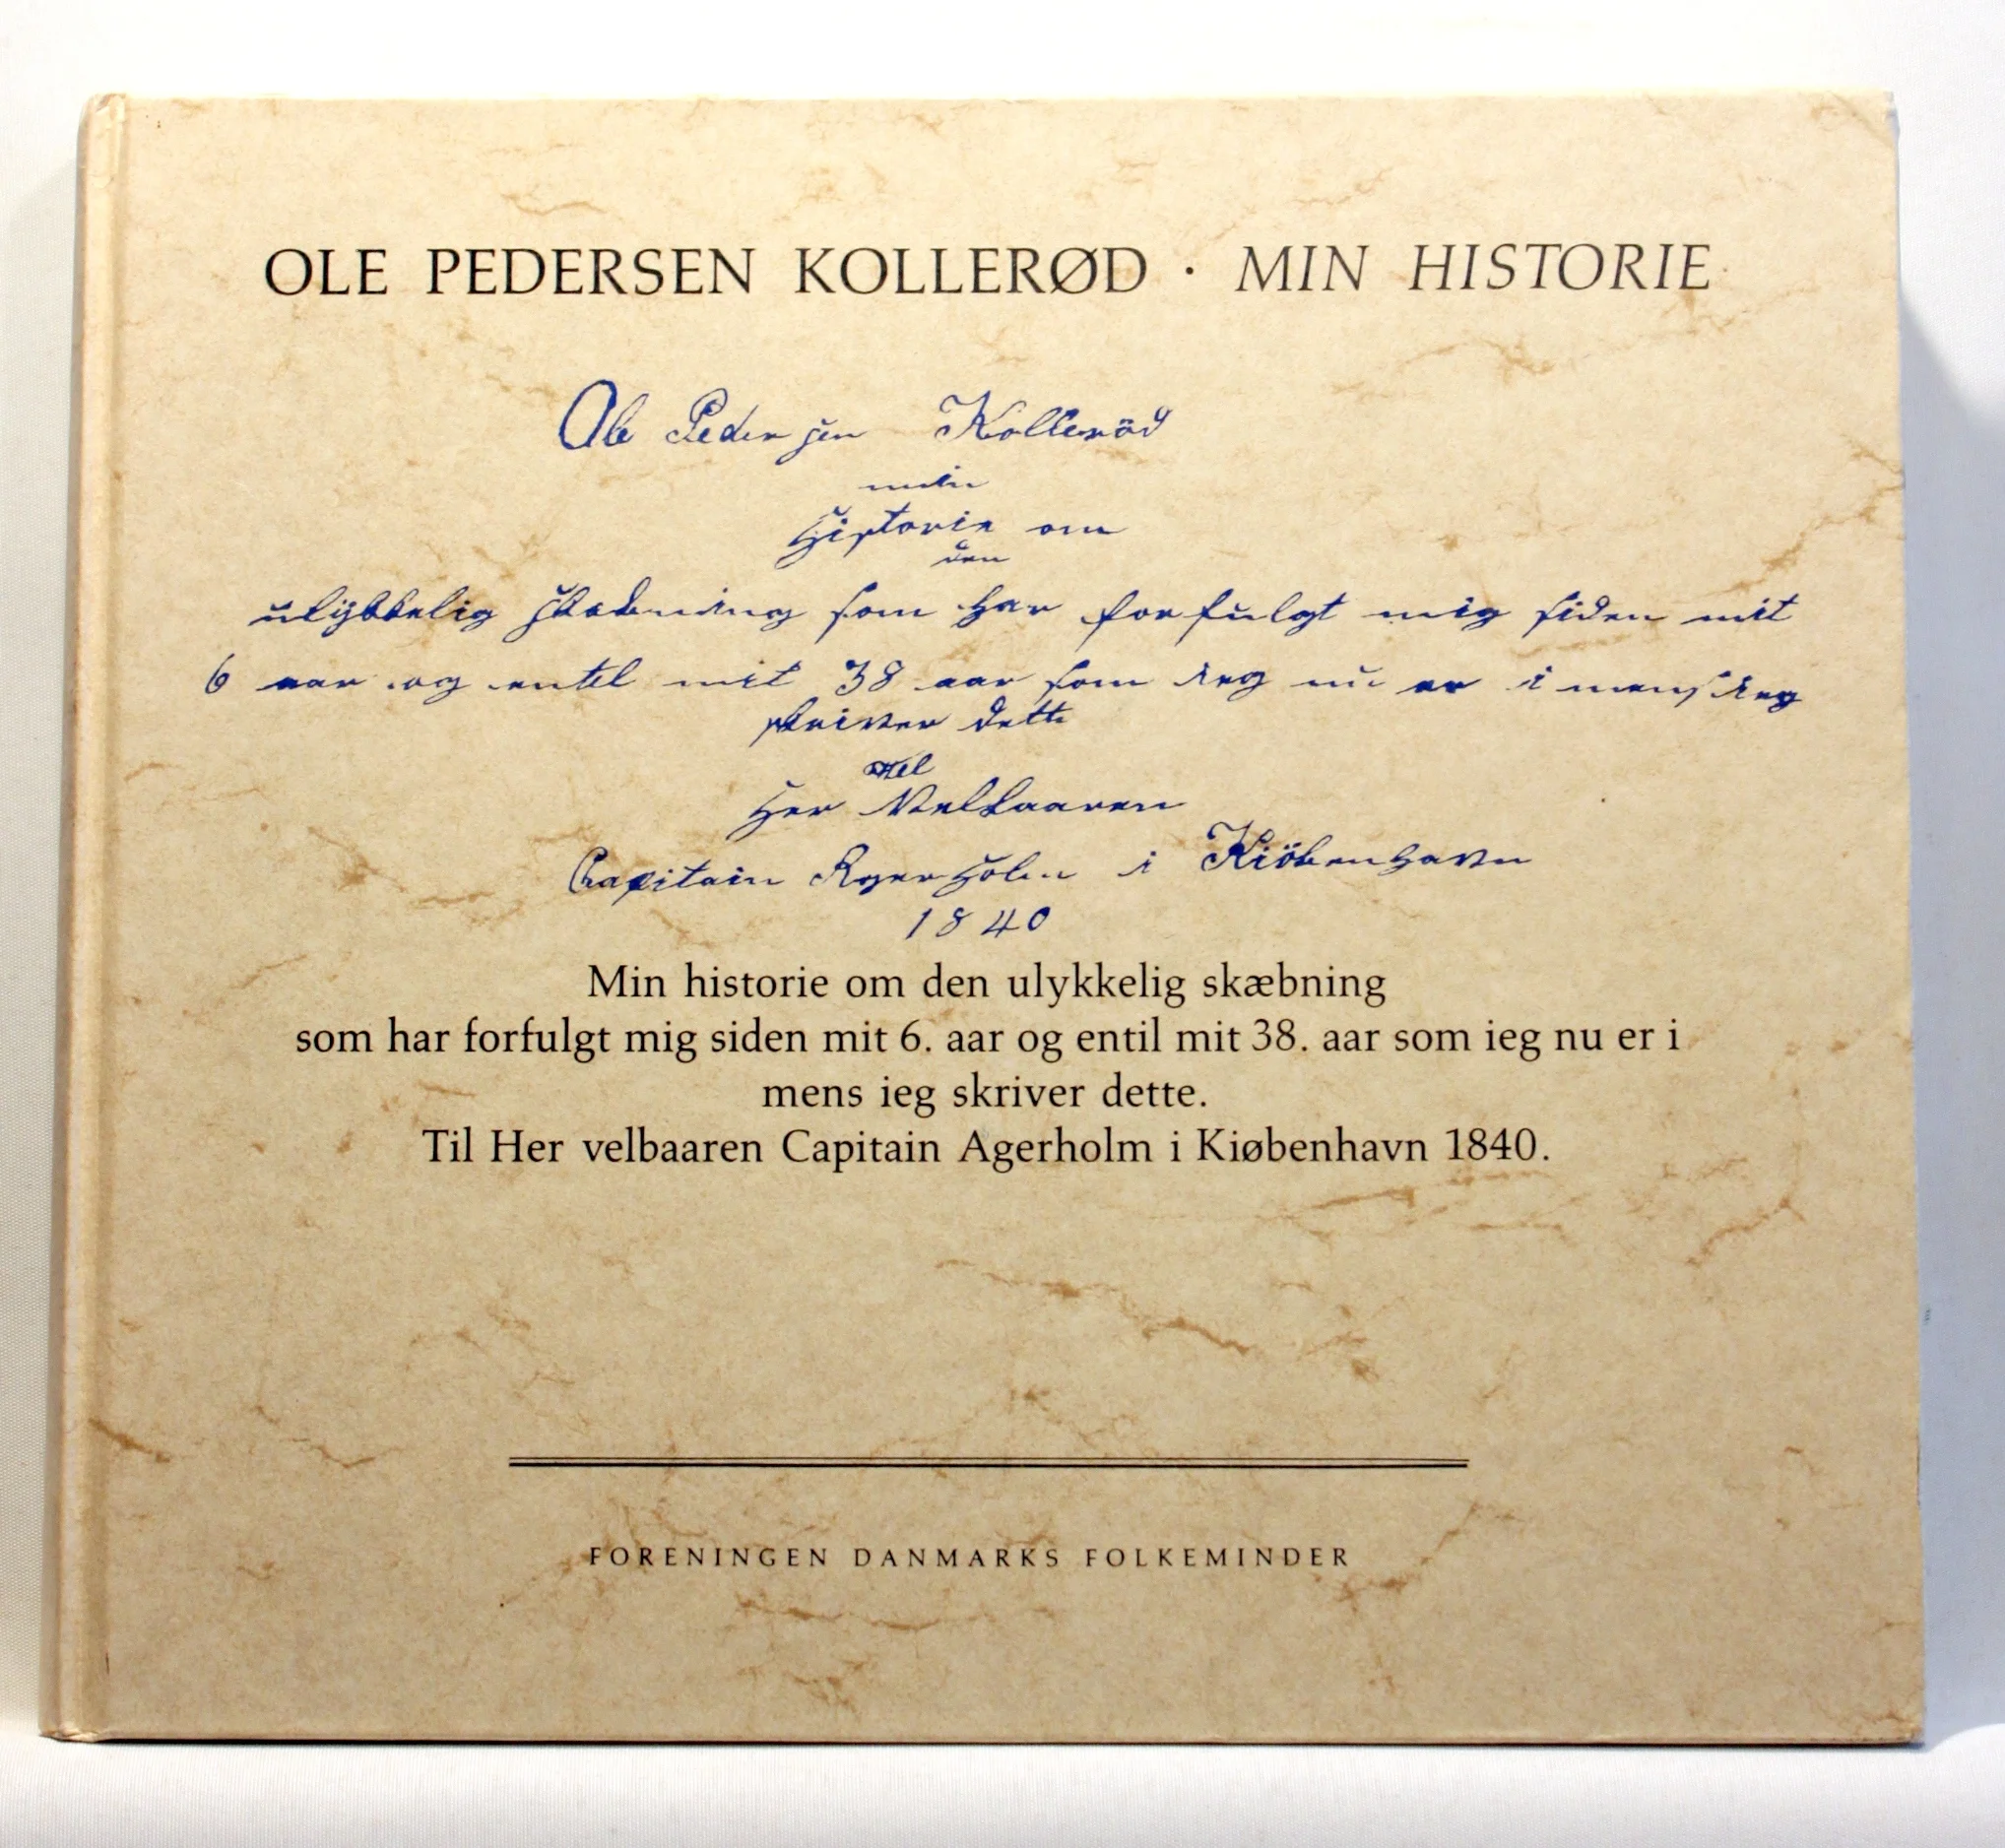 OLE PEDERSEN KOLLERØD · MIN HISTORIE
Ole Pedersen Kolleröd
min
Historie om
den
ulykkelig skæbning som har forfulgt mig siden mit
6 aar og entil mit 38 aar som ieg nu er i mens ieg
skriver dette
til
Her Velbaaren
Capitain Agerholm i Kiöbenhavn
1840
Min historie om den ulykkelig skæbning
som har forfulgt mig siden mit 6. aar og entil mit 38. aar som ieg nu er i
mens ieg skriver dette.
Til Her velbaaren Capitain Agerholm i Kiøbenhavn 1840.
FORENINGEN DANMARKS FOLKEMINDER